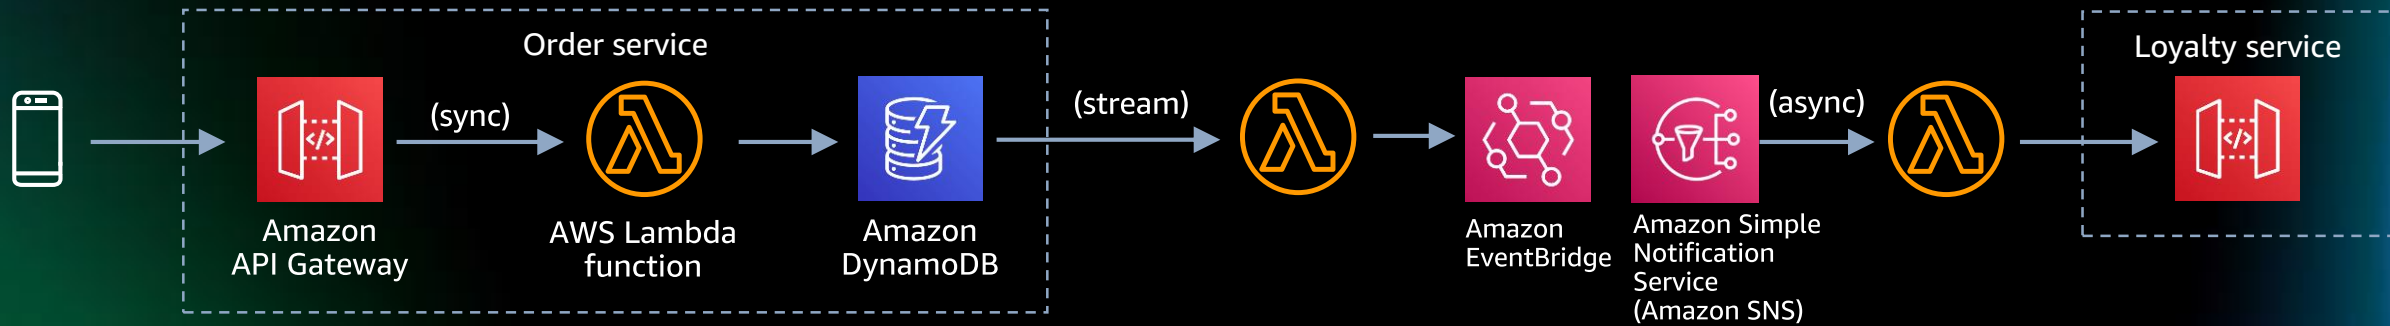 Order service
Amazon
API Gateway
(sync)
AWS Lambda
function
Amazon
DynamoDB
(stream)
Amazon
EventBridge
Amazon Simple
Notification
Service
(Amazon SNS)
(async)
Loyalty service
</>
</>